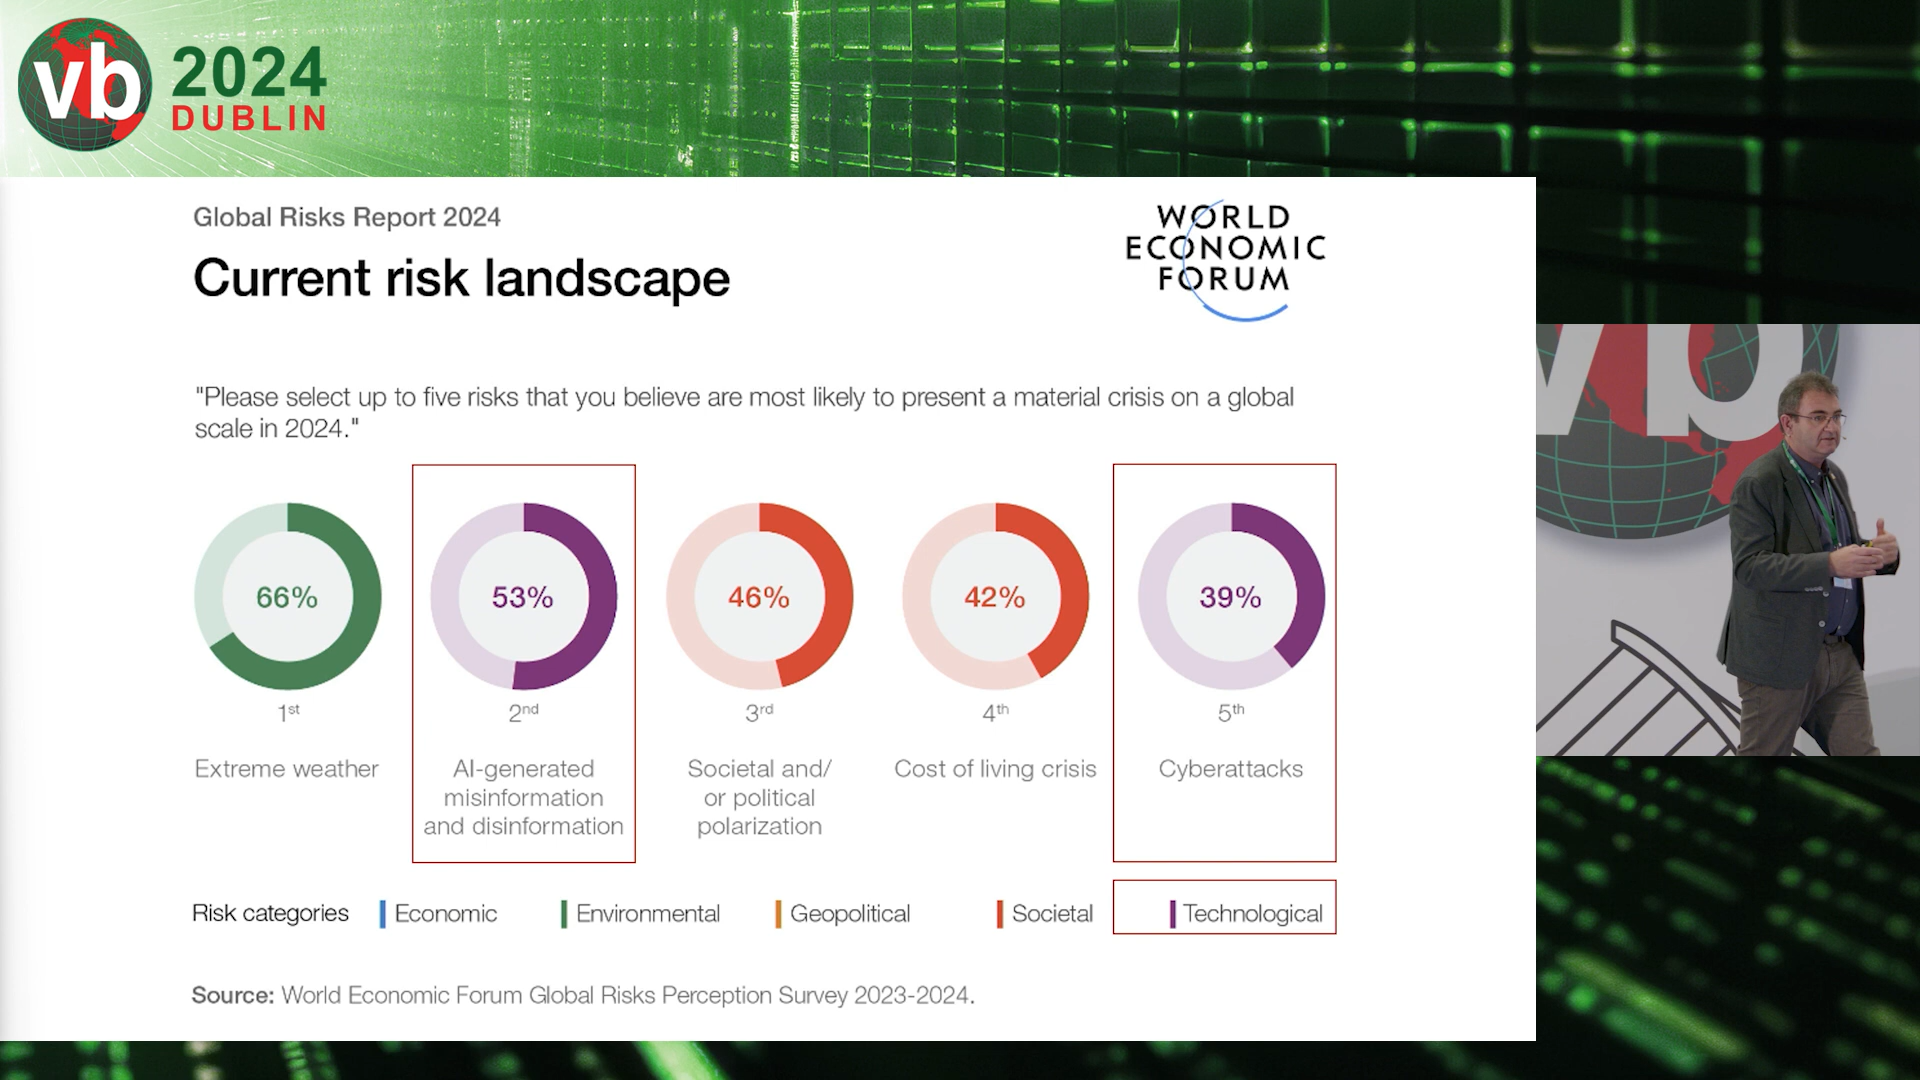 vb
2024
DUBLIN
Global Risks Report 2024
Current risk landscape
WORLD
ECONOMIC
FORUM
"Please select up to five risks that you believe are most likely to present a material crisis on a global
scale in 2024."
66%
53%
46%
42%
39%
1st
2nd
3rd
4th
5th
Extreme weather
AI-generated
misinformation
and disinformation
Societal and/
or political
polarization
Cost of living crisis
Cyberattacks
Risk categories
Economic
Environmental
Geopolitical
Societal
Technological
Source: World Economic Forum Global Risks Perception Survey 2023-2024.
vb